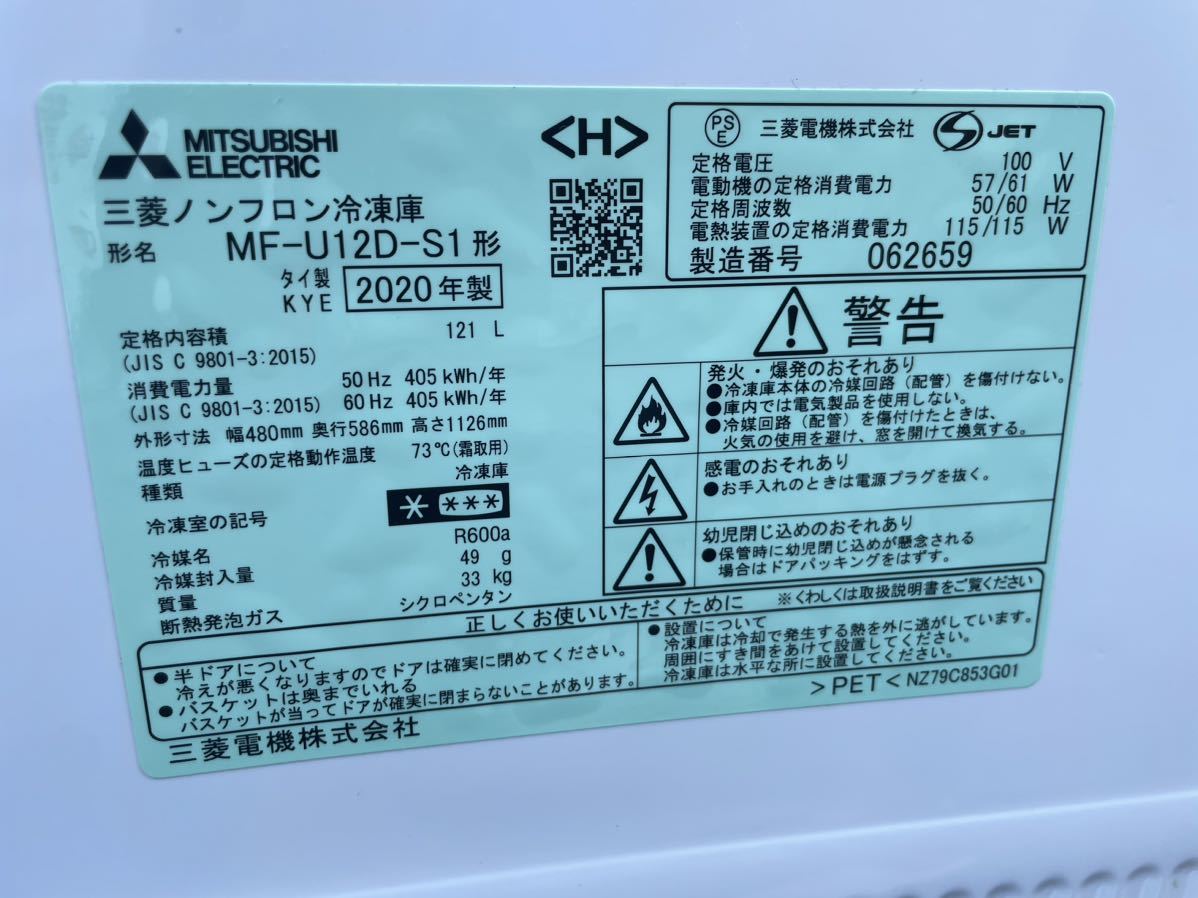 MITSUBISHI
ELECTRIC
三菱ノンフロン冷凍庫
形名 MF-U12D-S1形
タイ製
KYE 2020年製
定格内容積 121 L
(JIS C 9801-3:2015)
消費電力量 50Hz 405kWh/年
(JIS C 9801-3:2015) 60Hz 405kWh/年
外形寸法 幅480mm 奥行586mm 高さ1126mm
温度ヒューズの定格動作温度 73℃(霜取用)
種類 冷凍庫
冷凍室の記号 * ***
冷媒名 R600a
冷媒封入量 49 g
質量 33 kg
断熱発泡ガス シクロペンタン
<H>
PSE 三菱電機株式会社 JET
定格電圧 100 V
電動機の定格消費電力 57/61 W
定格周波数 50/60 Hz
電熱装置の定格消費電力 115/115 W
製造番号 062659
警告
発火・爆発のおそれあり
●冷凍庫本体の冷媒回路(配管)を傷付けない。
●庫内では電気製品を使用しない。
●冷媒回路(配管)を傷付けたときは、
火気の使用を避け、窓を開けて換気する。
感電のおそれあり
●お手入れのときは電源プラグを抜く。
幼児閉じ込めのおそれあり
●保管時に幼児閉じ込めが懸念される
場合はドアパッキングをはずす。
正しくお使いいただくために ※くわしくは取扱説明書をご覧ください
●半ドアについて
冷えが悪くなりますのでドアは確実に閉めてください。
●バスケットは奥までいれる
バスケットが当ってドアが確実に閉まらないことがあります。
●設置について
冷凍庫は冷却で発生する熱を外に逃がしています。
周囲にすき間をあけて設置してください。
冷凍庫は水平な所に設置してください。
三菱電機株式会社
>PET< NZ79C853G01